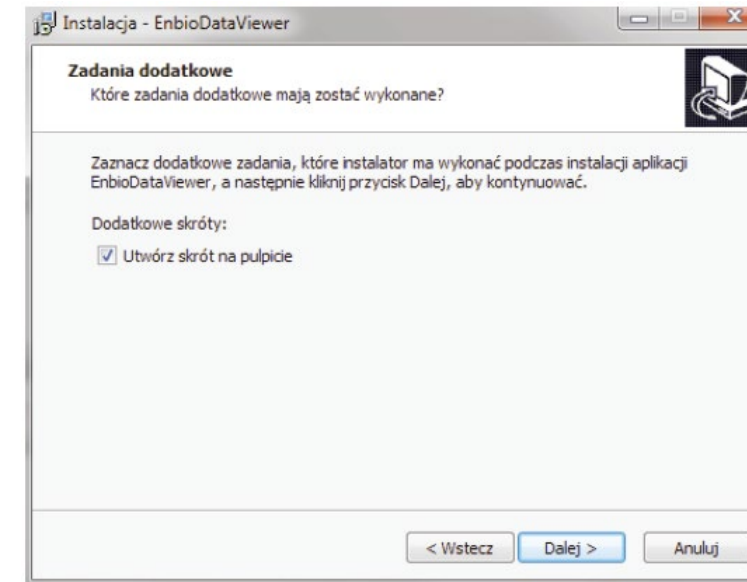 Instalacja - EnbioDataViewer
Zadania dodatkowe
Które zadania dodatkowe mają zostać wykonane?
Zaznacz dodatkowe zadania, które instalator ma wykonać podczas instalacji aplikacji
EnbioDataViewer, a następnie kliknij przycisk Dalej, aby kontynuować.
Dodatkowe skróty:
Utwórz skrót na pulpicie
< Wstecz
Dalej >
Anuluj